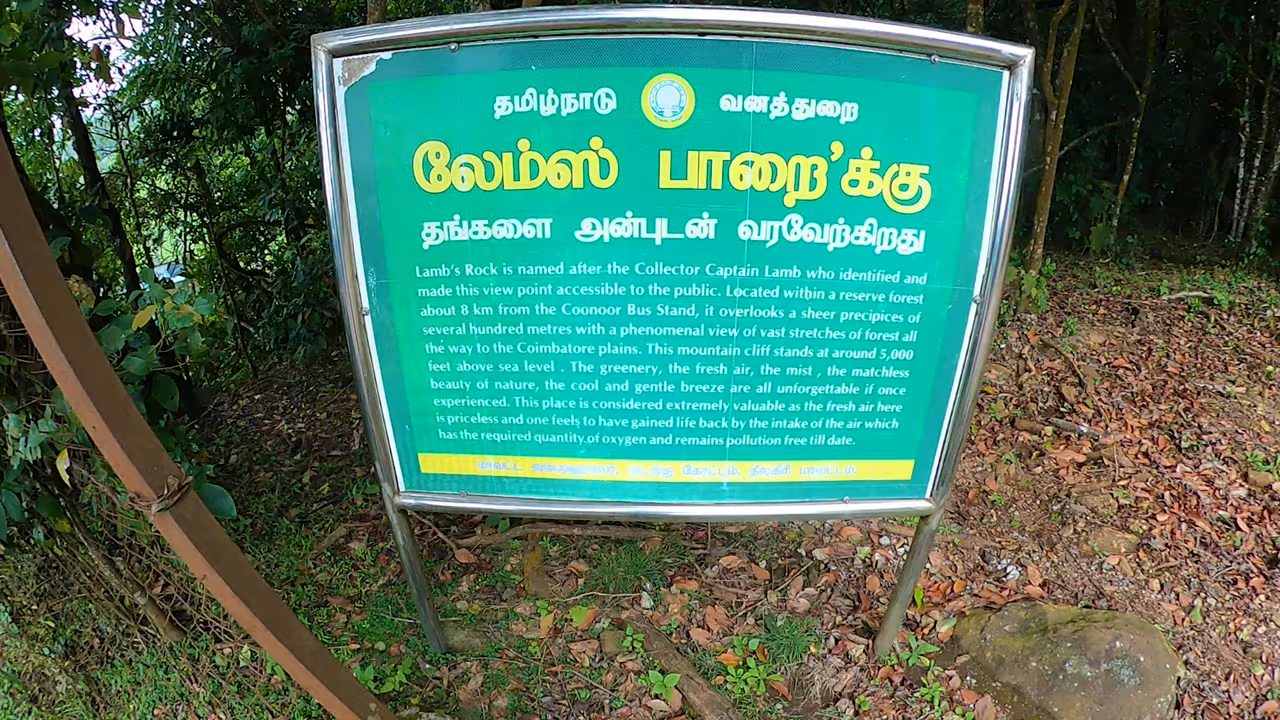 தமிழ்நாடு வனத்துறை
லேம்ஸ் பாறை'க்கு
தங்களை அன்புடன் வரவேற்கிறது
Lamb's Rock is named after the Collector Captain Lamb who identified and
made this view point accessible to the public. Located within a reserve forest
about 8 km from the Coonoor Bus Stand, it overlooks a sheer precipices of
several hundred metres with a phenomenal view of vast stretches of forest all
the way to the Coimbatore plains. This mountain cliff stands at around 5,000
feet above sea level . The greenery, the fresh air, the mist , the matchless
beauty of nature, the cool and gentle breeze are all unforgettable if once
experienced. This place is considered extremely valuable as the fresh air here
is priceless and one feels to have gained life back by the intake of the air which
has the required quantity of oxygen and remains pollution free till date.
மாவட்ட கோட்டம், நீலகிரி மாவட்டம்.